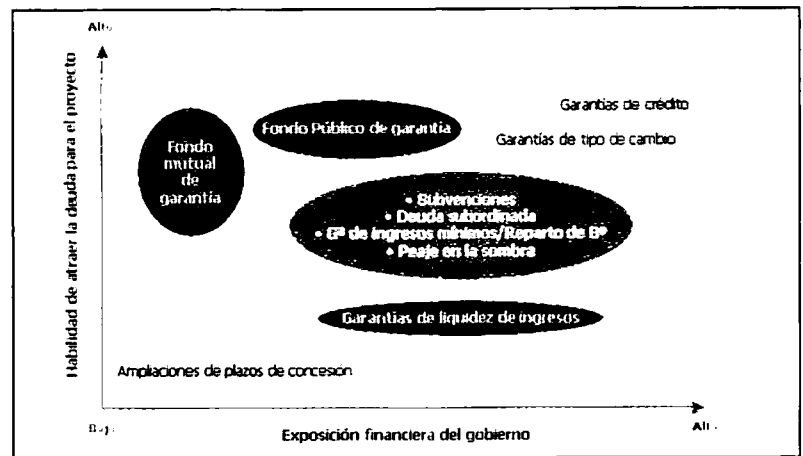 Alto
Habilidad de atraer la deuda para el proyecto
Garantías de crédito
Fondo Público de garantía
Garantías de tipo de cambio
Fondo
mutual
de
garantía
• Subvenciones
• Deuda subordinada
• Gª de ingresos mínimos/Reparto de Bº
• Peaje en la sombra
Garantías de liquidez de ingresos
Ampliaciones de plazos de concesión
Bajo
Exposición financiera del gobierno
Alto